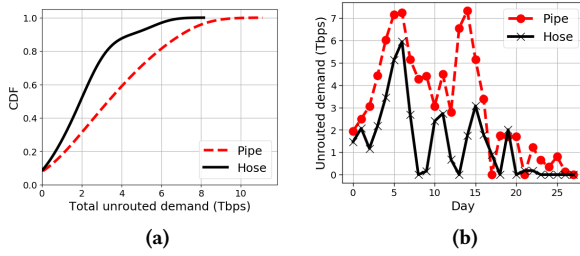 1.0
0.8
0.6
0.4
0.2
0.0
CDF
Pipe
Hose
0 2 4 6 8 10
Total unrouted demand (Tbps)
(a)
7
6
5
4
3
2
1
0
Unrouted demand (Tbps)
Pipe
Hose
0 5 10 15 20 25
Day
(b)